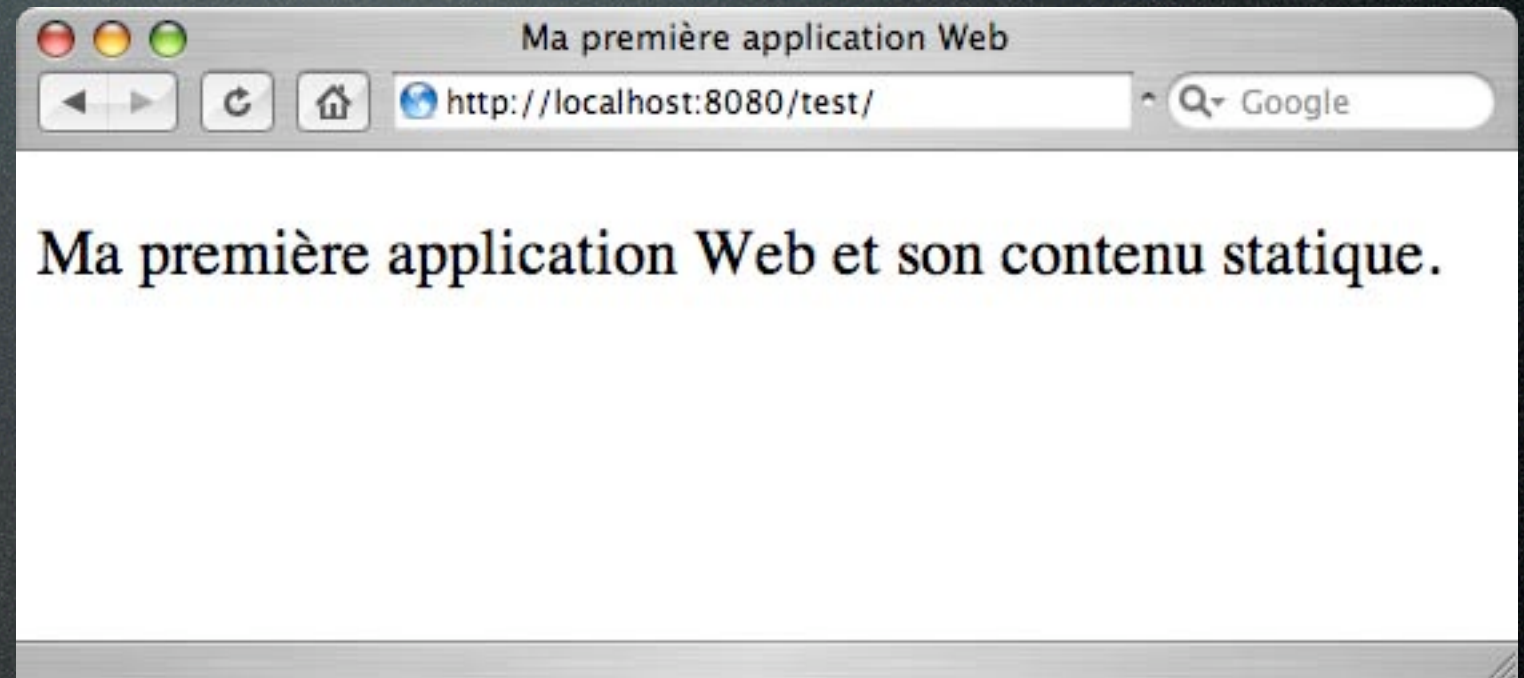 Ma première application Web
http://localhost:8080/test/
Google
Ma première application Web et son contenu statique.